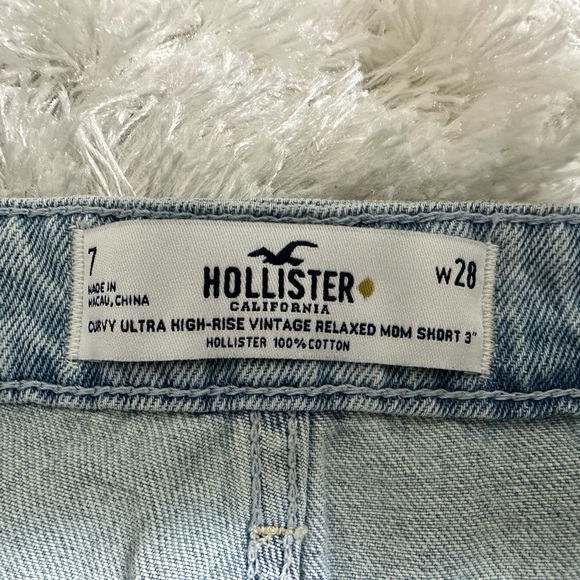 7
MADE IN
MACAU, CHINA
HOLLISTER
CALIFORNIA
W28
CURVY ULTRA HIGH-RISE VINTAGE RELAXED MOM SHORT 3"
HOLLISTER 100% COTTON